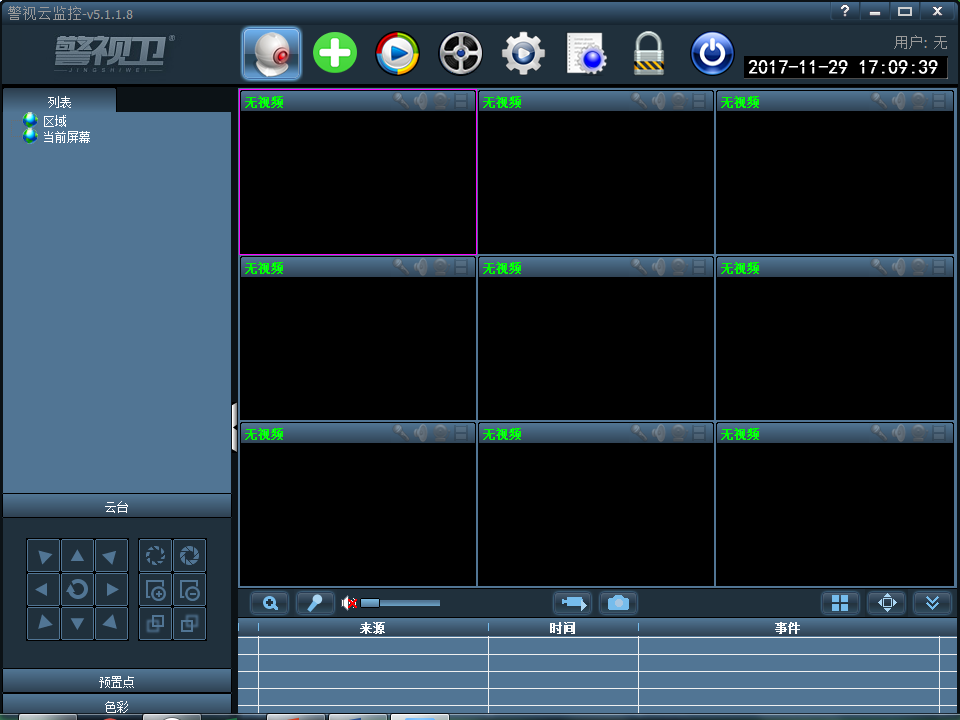 警视云监控-v5.1.1.8
?
警视卫®
JINGSHIWEI
用户: 无
2017-11-29 17:09:39
列表
区域
当前屏幕
无视频
无视频
无视频
无视频
无视频
无视频
无视频
无视频
无视频
云台
预置点
色彩
来源 时间 事件